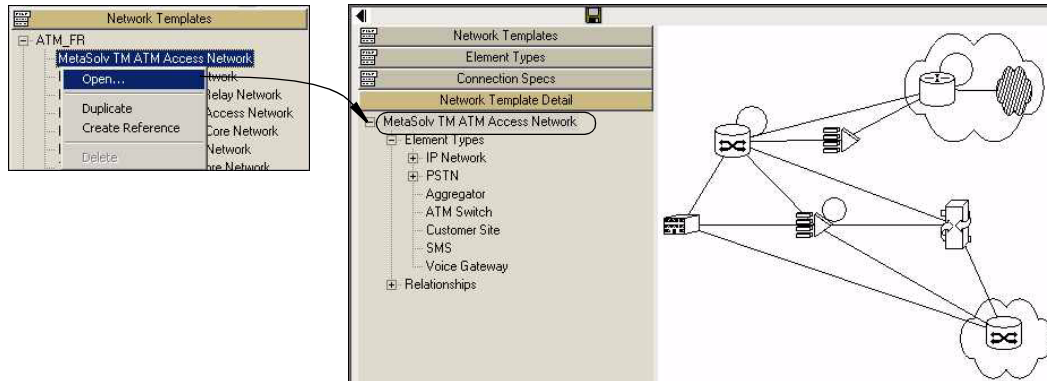 Network Templates
ATM_FR
MetaSolv TM ATM Access Network
Open...
twork
Relay Network
Duplicate
Access Network
Create Reference
Core Network
Network
Delete
ore Network
Network Templates
Element Types
Connection Specs
Network Template Detail
MetaSolv TM ATM Access Network
Element Types
IP Network
PSTN
Aggregator
ATM Switch
Customer Site
SMS
Voice Gateway
Relationships